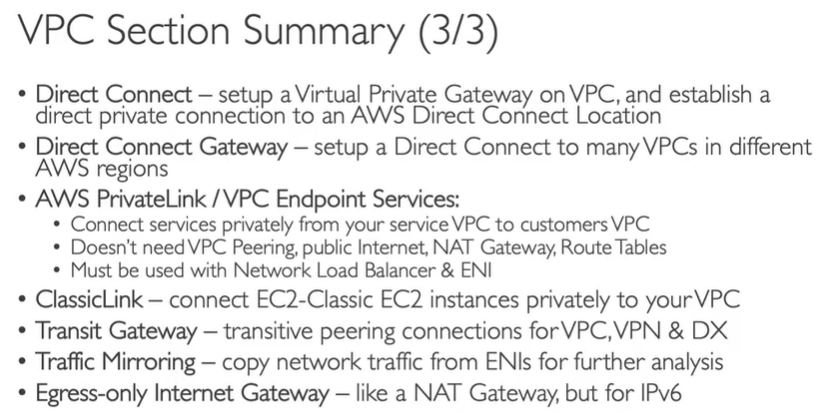 VPC Section Summary (3/3)
• Direct Connect – setup a Virtual Private Gateway on VPC, and establish a
direct private connection to an AWS Direct Connect Location
• Direct Connect Gateway – setup a Direct Connect to many VPCs in different
AWS regions
• AWS PrivateLink / VPC Endpoint Services:
• Connect services privately from your service VPC to customers VPC
• Doesn't need VPC Peering, public Internet, NAT Gateway, Route Tables
• Must be used with Network Load Balancer & ENI
• ClassicLink – connect EC2-Classic EC2 instances privately to your VPC
• Transit Gateway – transitive peering connections for VPC, VPN & DX
• Traffic Mirroring – copy network traffic from ENIs for further analysis
• Egress-only Internet Gateway – like a NAT Gateway, but for IPv6